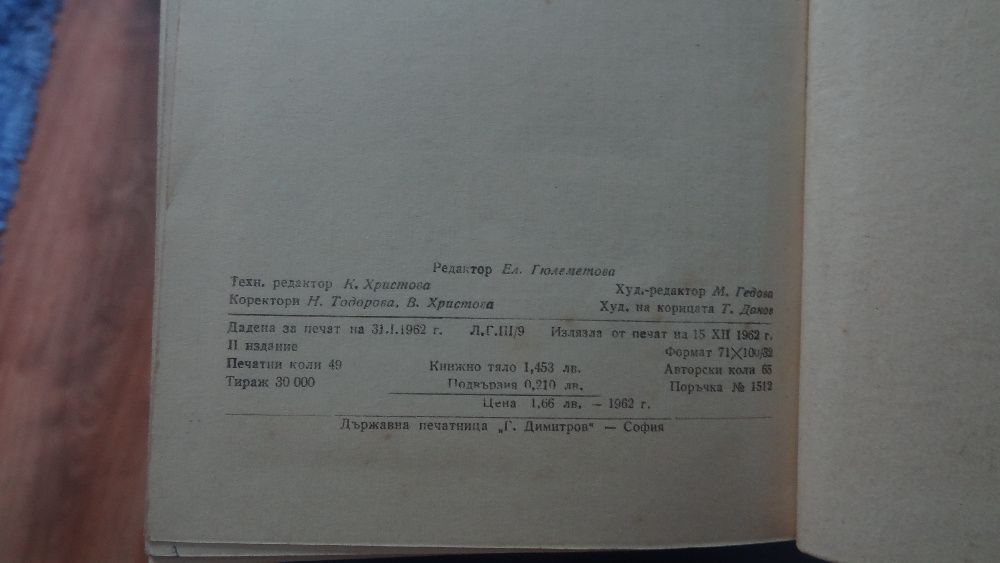 Редактор Ел. Гюлеметова
Техн. редактор К. Христова Худ.-редактор М. Гедова
Коректори Н. Тодорова, В. Христова Худ. на корицата Т. Данов
Дадена за печат на 31.I.1962 г. Л.Г.III/9 Излязла от печат на 15 XII 1962 г.
II издание Формат 71×100/32
Печатни коли 49 Книжно тяло 1,453 лв. Авторски коли 65
Тираж 30 000 Подвързия 0,210 лв. Поръчка № 1512
Цена 1,66 лв. — 1962 г.
Държавна печатница „Г. Димитров“ — София